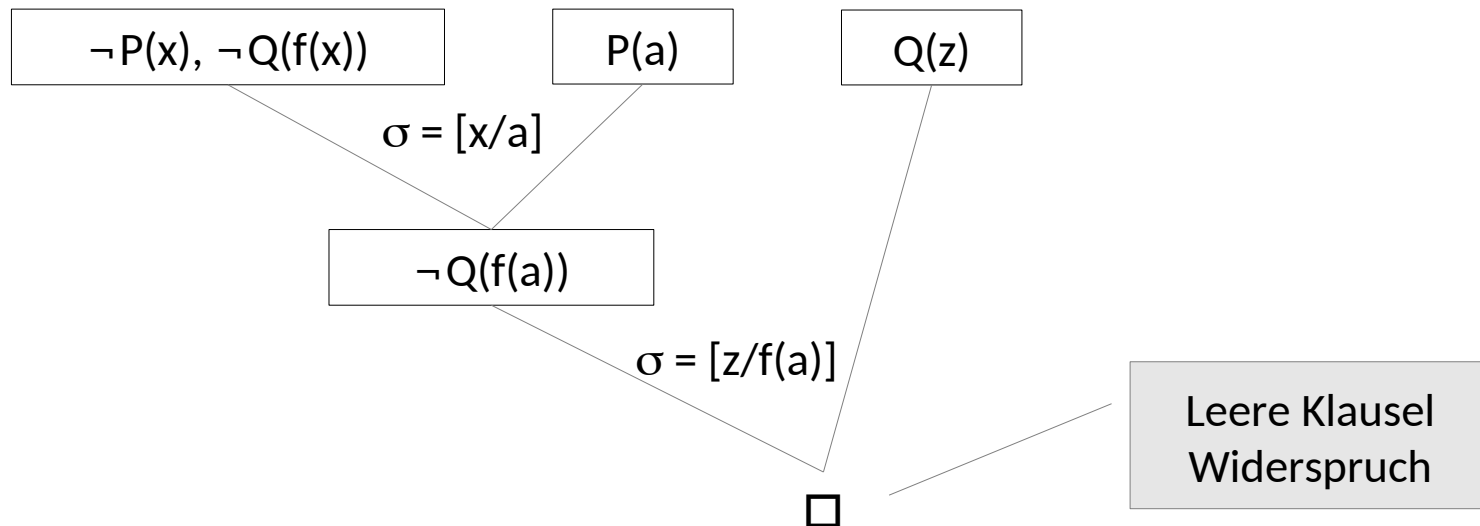 ¬P(x), ¬Q(f(x))
P(a)
Q(z)
σ = [x/a]
¬Q(f(a))
σ = [z/f(a)]
Leere Klausel
Widerspruch
□